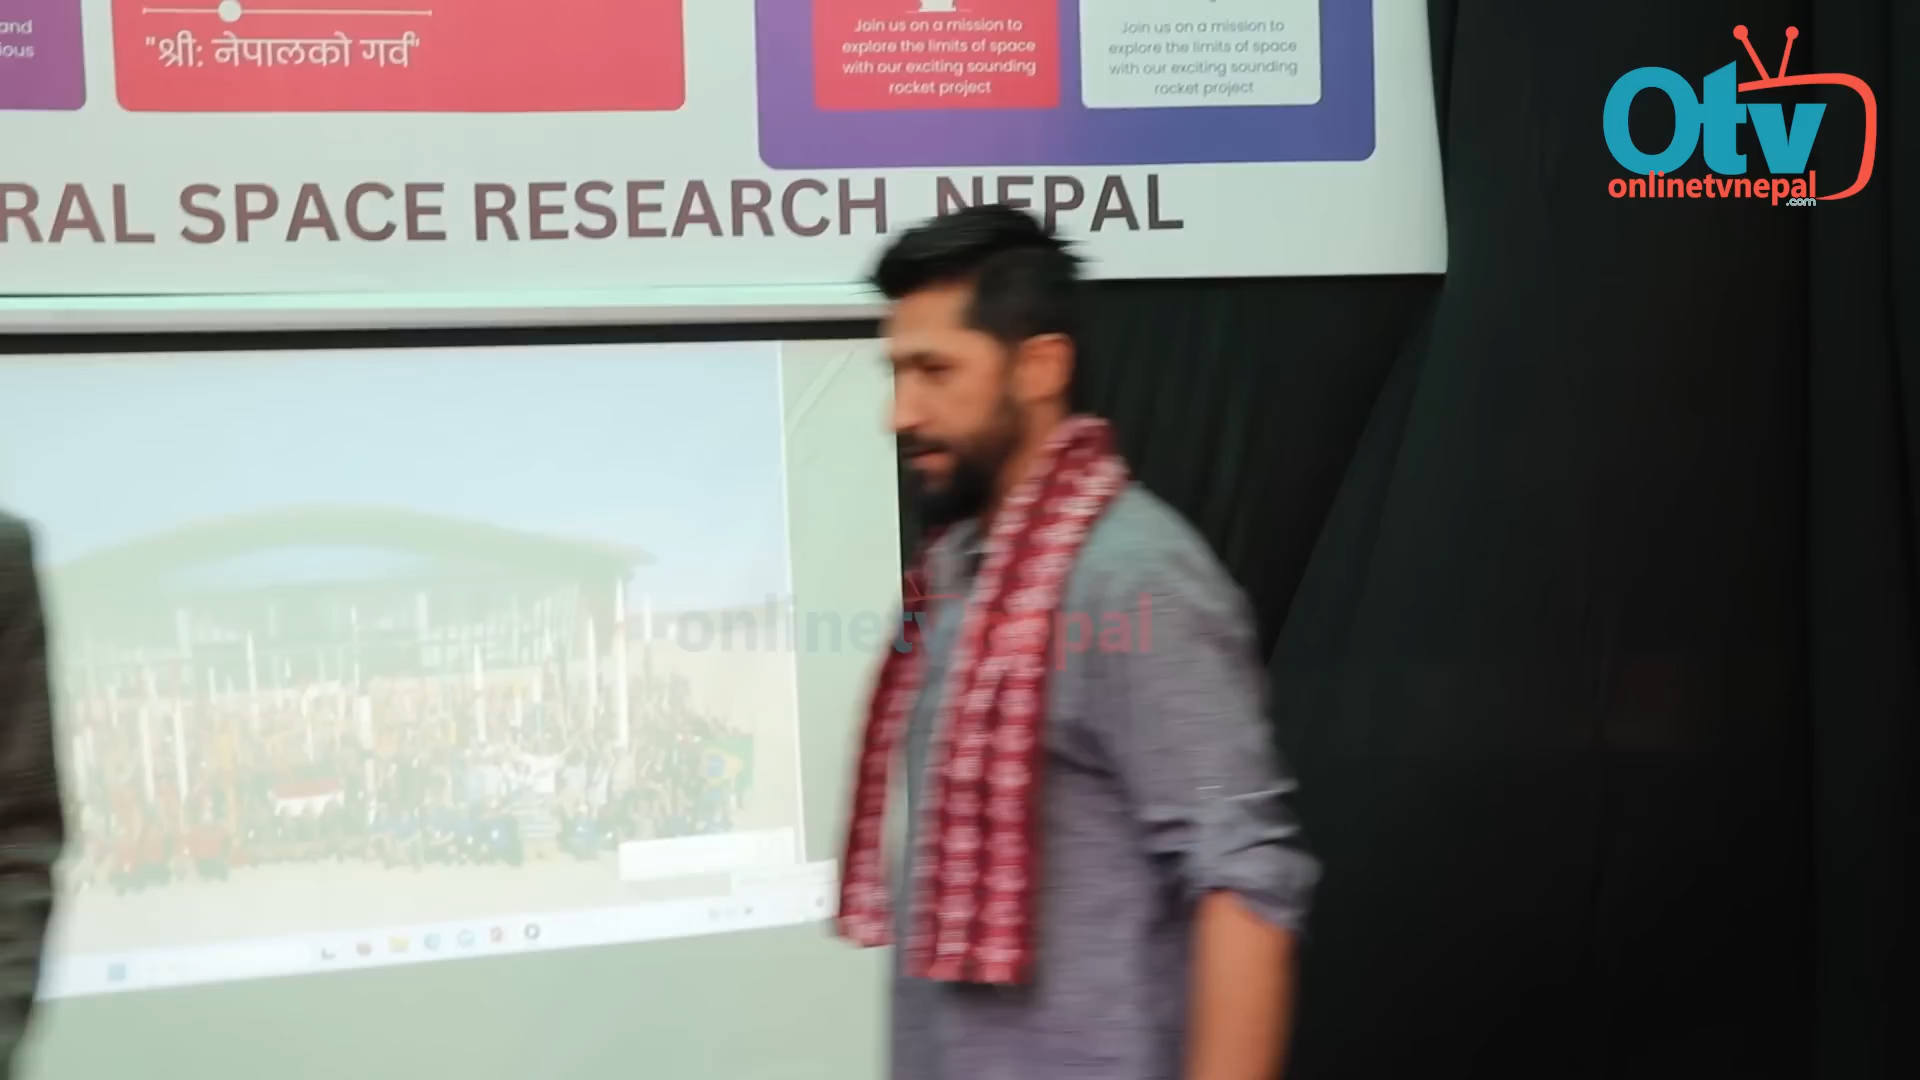 and
ious
"श्री: नेपालको गर्व"
Join us on a mission to
explore the limits of space
with our exciting sounding
rocket project
Join us on a mission to
explore the limits of space
with our exciting sounding
rocket project
RAL SPACE RESEARCH, NEPAL
Otv
onlinetvnepal
.com
onlinetvnepal